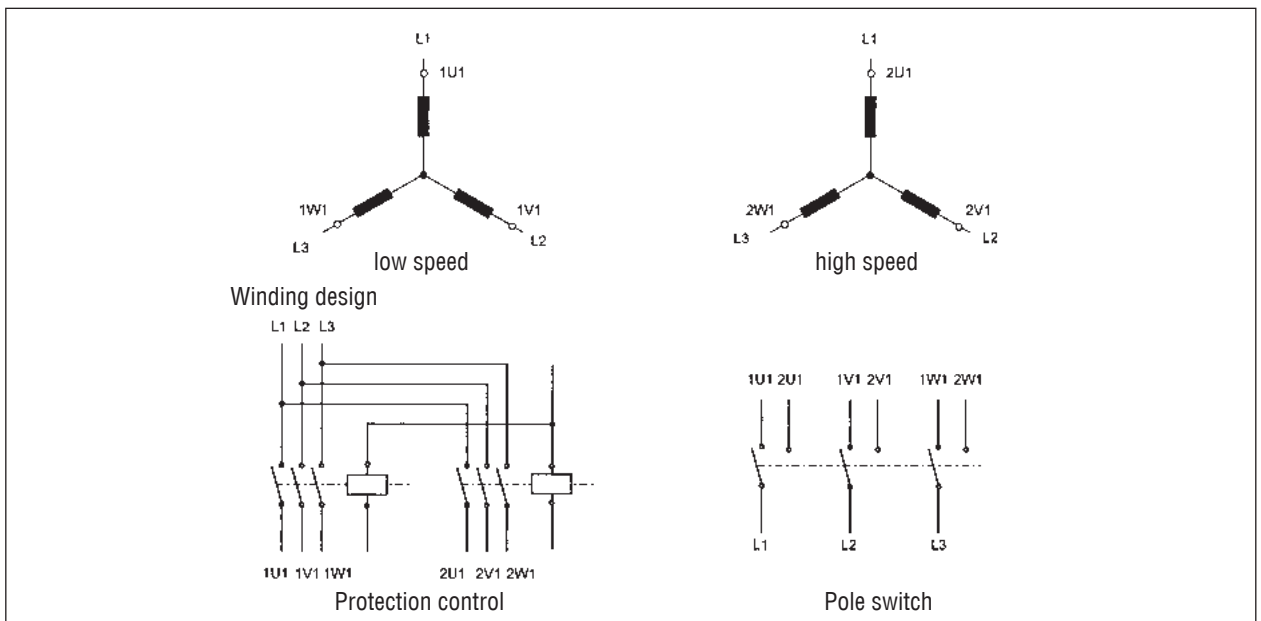 L1
1U1
1W1
1V1
L3
L2
low speed
L1
2U1
2W1
2V1
L3
L2
high speed
Winding design
L1 L2 L3
1U1 1V1 1W1
2U1 2V1 2W1
Protection control
1U1 2U1 1V1 2V1 1W1 2W1
L1 L2 L3
Pole switch